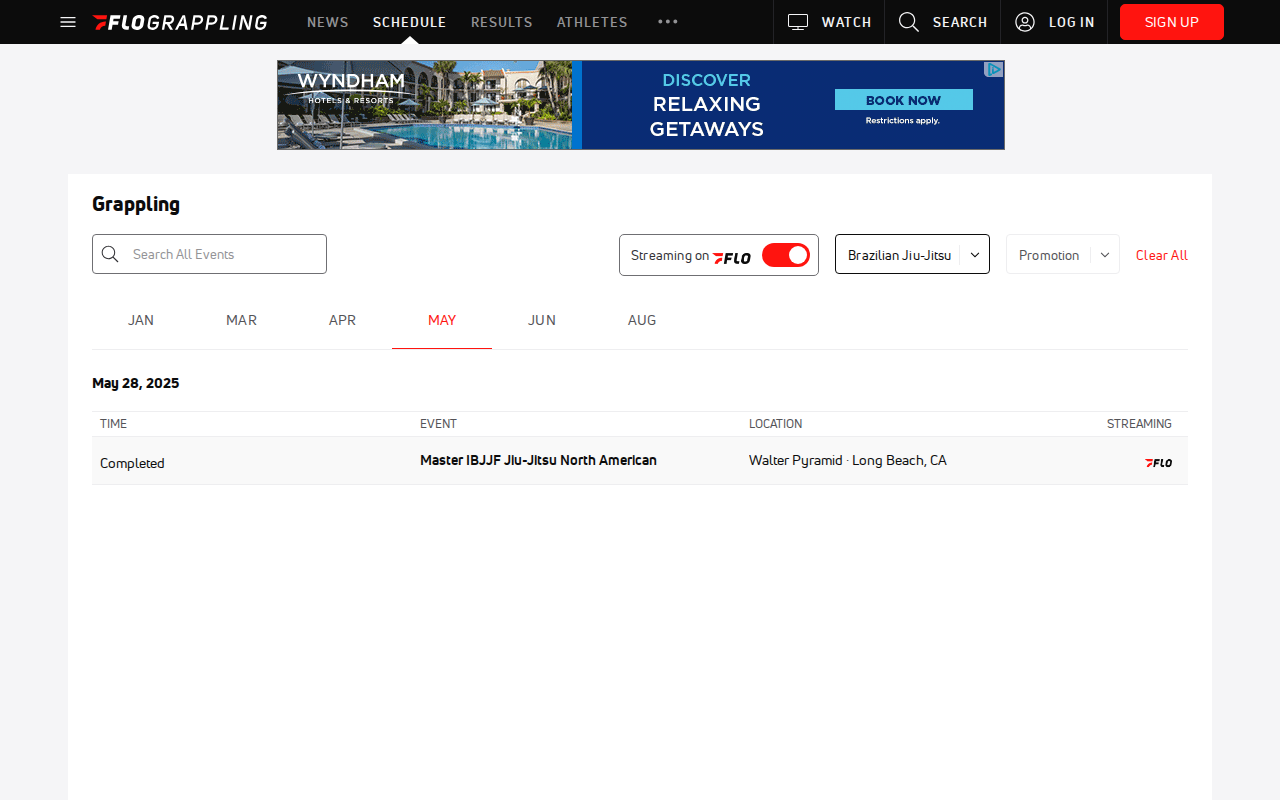 FLOGRAPPLING NEWS SCHEDULE RESULTS ATHLETES WATCH SEARCH LOG IN SIGN UP
WYNDHAM
HOTELS & RESORTS
DISCOVER
RELAXING
GETAWAYS
BOOK NOW
Restrictions apply.
Grappling
Search All Events
Streaming on FLO
Brazilian Jiu-Jitsu
Promotion
Clear All
JAN MAR APR MAY JUN AUG
May 28, 2025
TIME EVENT LOCATION STREAMING
Completed Master IBJJF Jiu-Jitsu North American Walter Pyramid · Long Beach, CA FLO